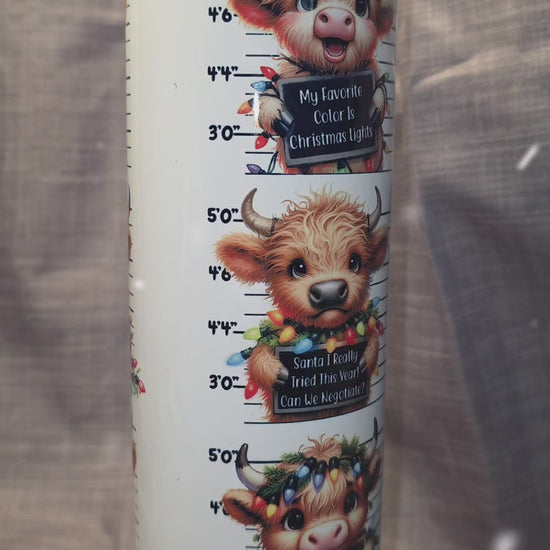 4'6"
4'4"
My Favorite
Color Is
3'0"
Christmas Lights
5'0"
4'6
4'4"
Santa I Really
Tried This Year!
3'0"
Can We Negotiate?
5'0"